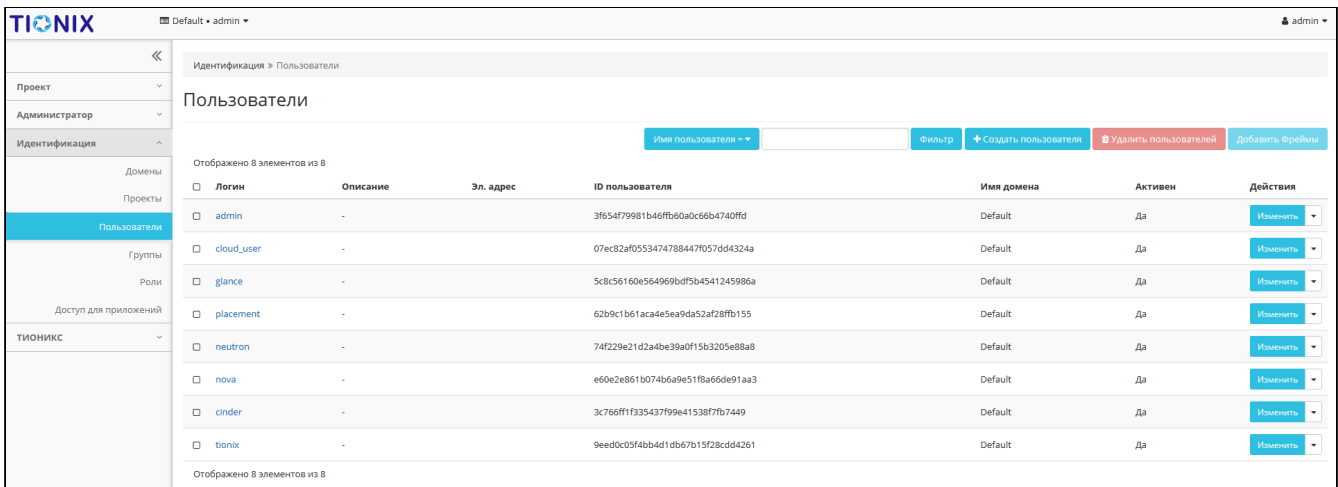 TIONIX Default • admin admin
Идентификация » Пользователи
Проект
Администратор
Идентификация
Домены
Проекты
Пользователи
Группы
Роли
Доступ для приложений
ТИОНИКС
Пользователи
Имя пользователя = Фильтр + Создать пользователя Удалить пользователей Добавить Фреймы
Отображено 8 элементов из 8
Логин Описание Эл. адрес ID пользователя Имя домена Активен Действия
admin - 3f654f79981b46ffb60a0c66b4740ffd Default Да Изменить
cloud_user - 07ec82af0553474788447f057dd4324a Default Да Изменить
glance - 5c8c56160e564969bdf5b4541245986a Default Да Изменить
placement - 62b9c1b61aca4e5ea9da52af28ffb155 Default Да Изменить
neutron - 74f229e21d2a4be39a0f15b3205e88a8 Default Да Изменить
nova - e60e2e861b074b6a9e51f8a66de91aa3 Default Да Изменить
cinder - 3c766ff1f335437f99e41538f7fb7449 Default Да Изменить
tionix - 9eed0c05f4bb4d1db67b15f28cdd4261 Default Да Изменить
Отображено 8 элементов из 8